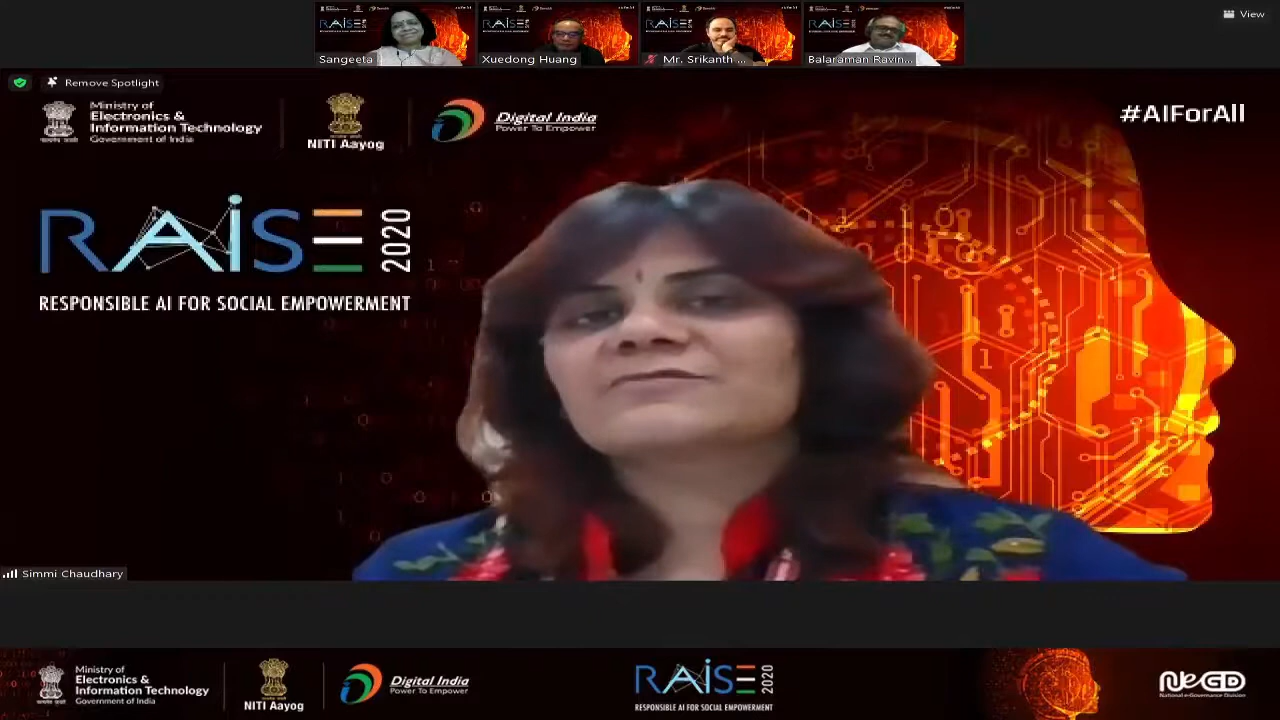 View
Sangeeta
Xuedong Huang
Mr. Srikanth ...
Balaraman Ravin...
Remove Spotlight
Ministry of
Electronics &
Information Technology
Government of India
NITI Aayog
Digital India
Power To Empower
#AIForAll
RAISE 2020
RESPONSIBLE AI FOR SOCIAL EMPOWERMENT
Simmi Chaudhary
Ministry of
Electronics &
Information Technology
Government of India
NITI Aayog
Digital India
Power To Empower
RAISE 2020
RESPONSIBLE AI FOR SOCIAL EMPOWERMENT
NeGD
National e-Governance Division